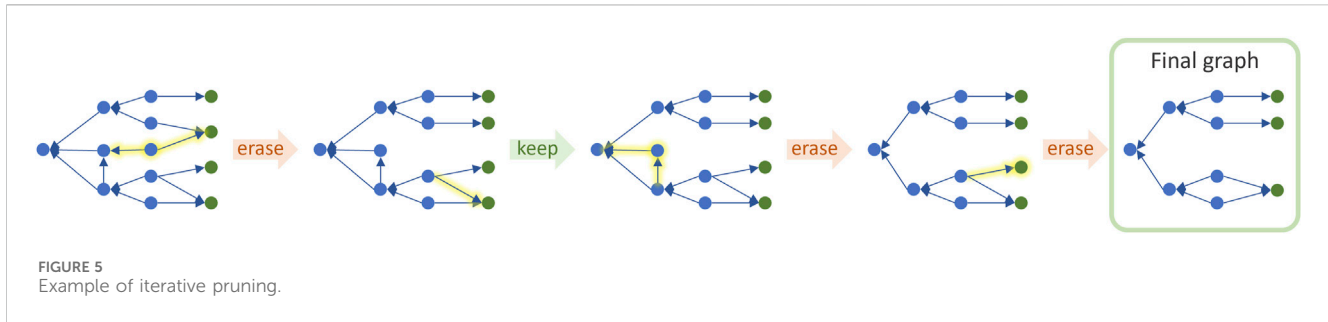 Final graph
erase
keep
erase
erase
FIGURE 5
Example of iterative pruning.